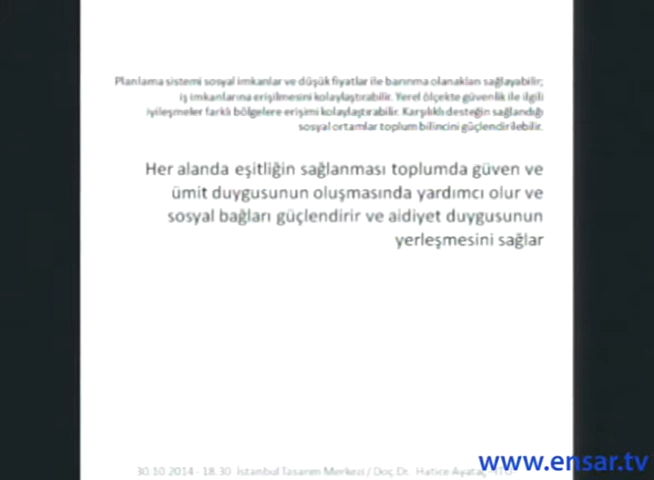 Planlama sistemi sosyal imkanlar ve düşük fiyatlar ile barınma olanakları sağlayabilir;
iş imkanlarına erişilmesini kolaylaştırabilir. Yerel ölçekte güvenlik ile ilgili
iyileşmeler farklı bölgelere erişimi kolaylaştırabilir. Karşılıklı desteğin sağlandığı
sosyal ortamlar toplum bilincini güçlendirilebilir.
Her alanda eşitliğin sağlanması toplumda güven ve
ümit duygusunun oluşmasında yardımcı olur ve
sosyal bağları güçlendirir ve aidiyet duygusunun
yerleşmesini sağlar
30.10.2014 - 18.30 İstanbul Tasarım Merkezi / Doç.Dr. Hatice Ayataç
www.ensar.tv